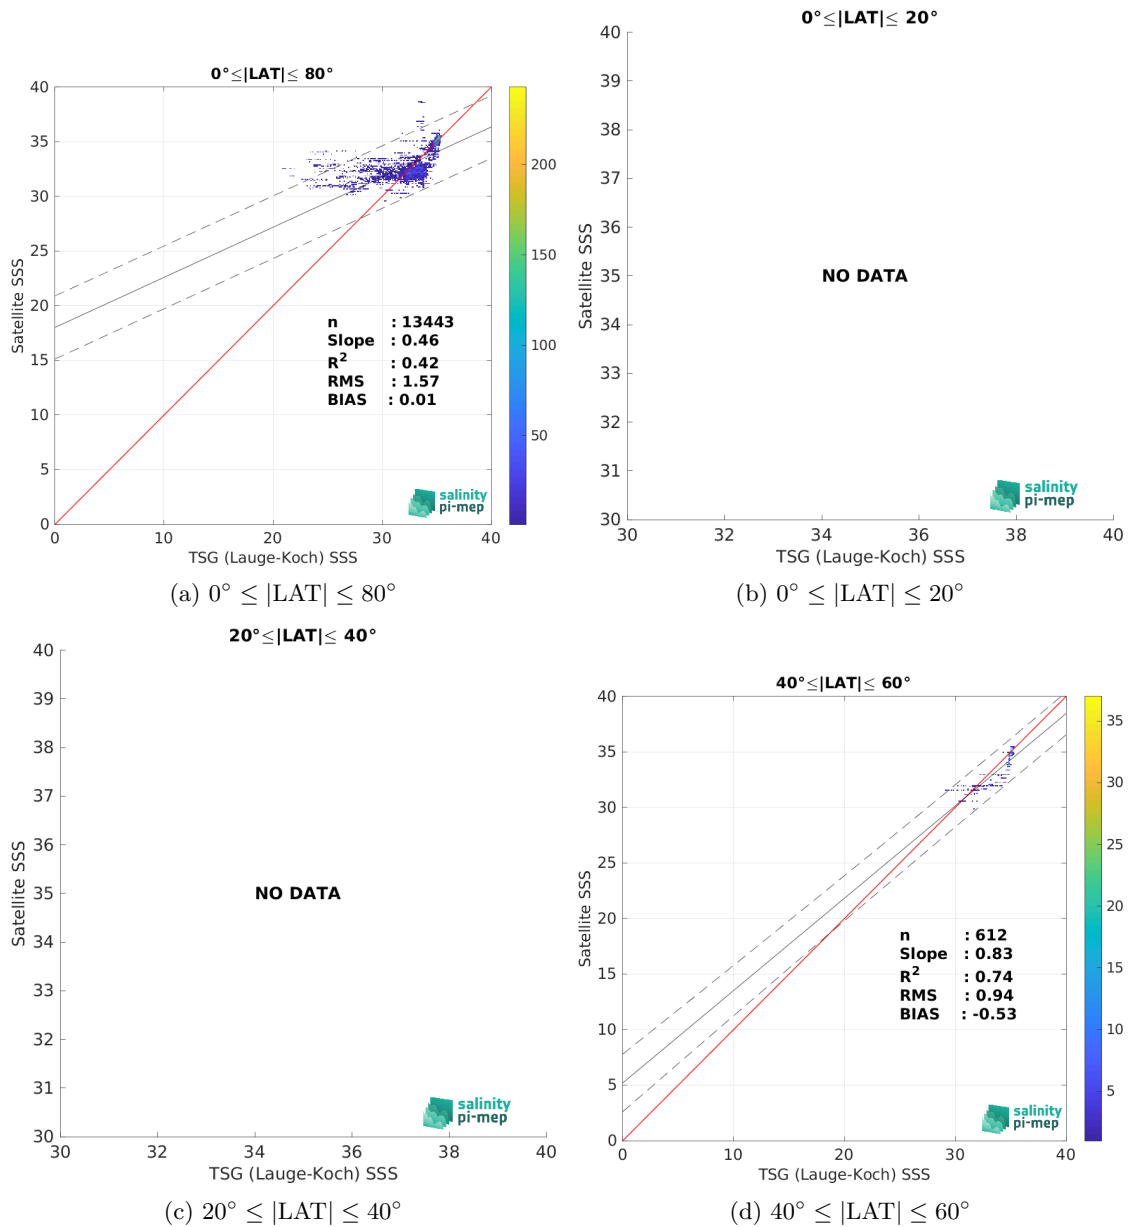 0°≤|LAT|≤ 80°
40
35
30
25
20
15
10
5
0
0
10
20
30
40
Satellite SSS
TSG (Lauge-Koch) SSS
n : 13443
Slope : 0.46
R² : 0.42
RMS : 1.57
BIAS : 0.01
200
150
100
50
salinity
pi-mep
(a) 0° ≤ |LAT| ≤ 80°
0°≤|LAT|≤ 20°
40
39
38
37
36
35
34
33
32
31
30
30
32
34
36
38
40
Satellite SSS
NO DATA
TSG (Lauge-Koch) SSS
salinity
pi-mep
(b) 0° ≤ |LAT| ≤ 20°
20°≤|LAT|≤ 40°
40
39
38
37
36
35
34
33
32
31
30
30
32
34
36
38
40
Satellite SSS
NO DATA
TSG (Lauge-Koch) SSS
salinity
pi-mep
(c) 20° ≤ |LAT| ≤ 40°
40°≤|LAT|≤ 60°
40
35
30
25
20
15
10
5
0
0
10
20
30
40
Satellite SSS
TSG (Lauge-Koch) SSS
n : 612
Slope : 0.83
R² : 0.74
RMS : 0.94
BIAS : -0.53
35
30
25
20
15
10
5
salinity
pi-mep
(d) 40° ≤ |LAT| ≤ 60°